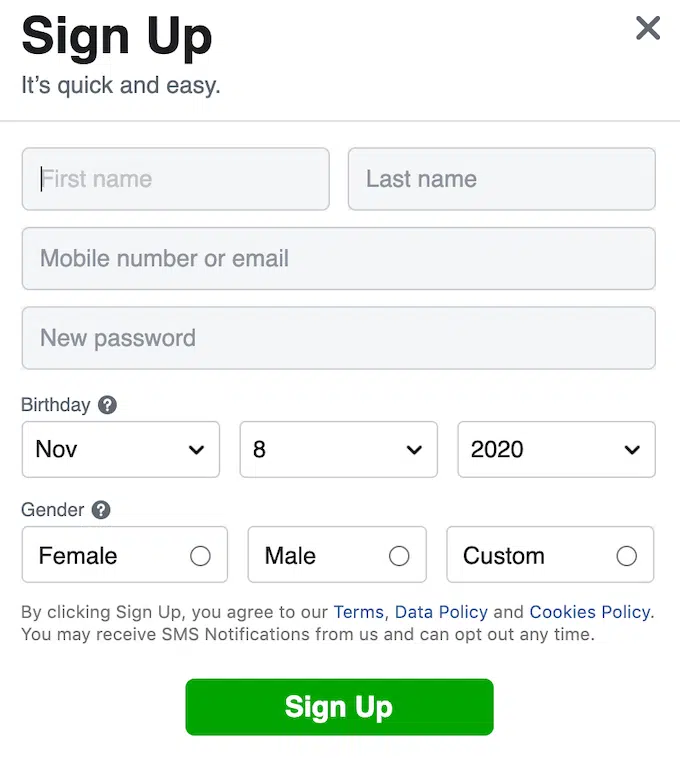 Sign Up
It's quick and easy.
First name Last name
Mobile number or email
New password
Birthday ?
Nov 8 2020
Gender ?
Female Male Custom
By clicking Sign Up, you agree to our Terms, Data Policy and Cookies Policy.
You may receive SMS Notifications from us and can opt out any time.
Sign Up